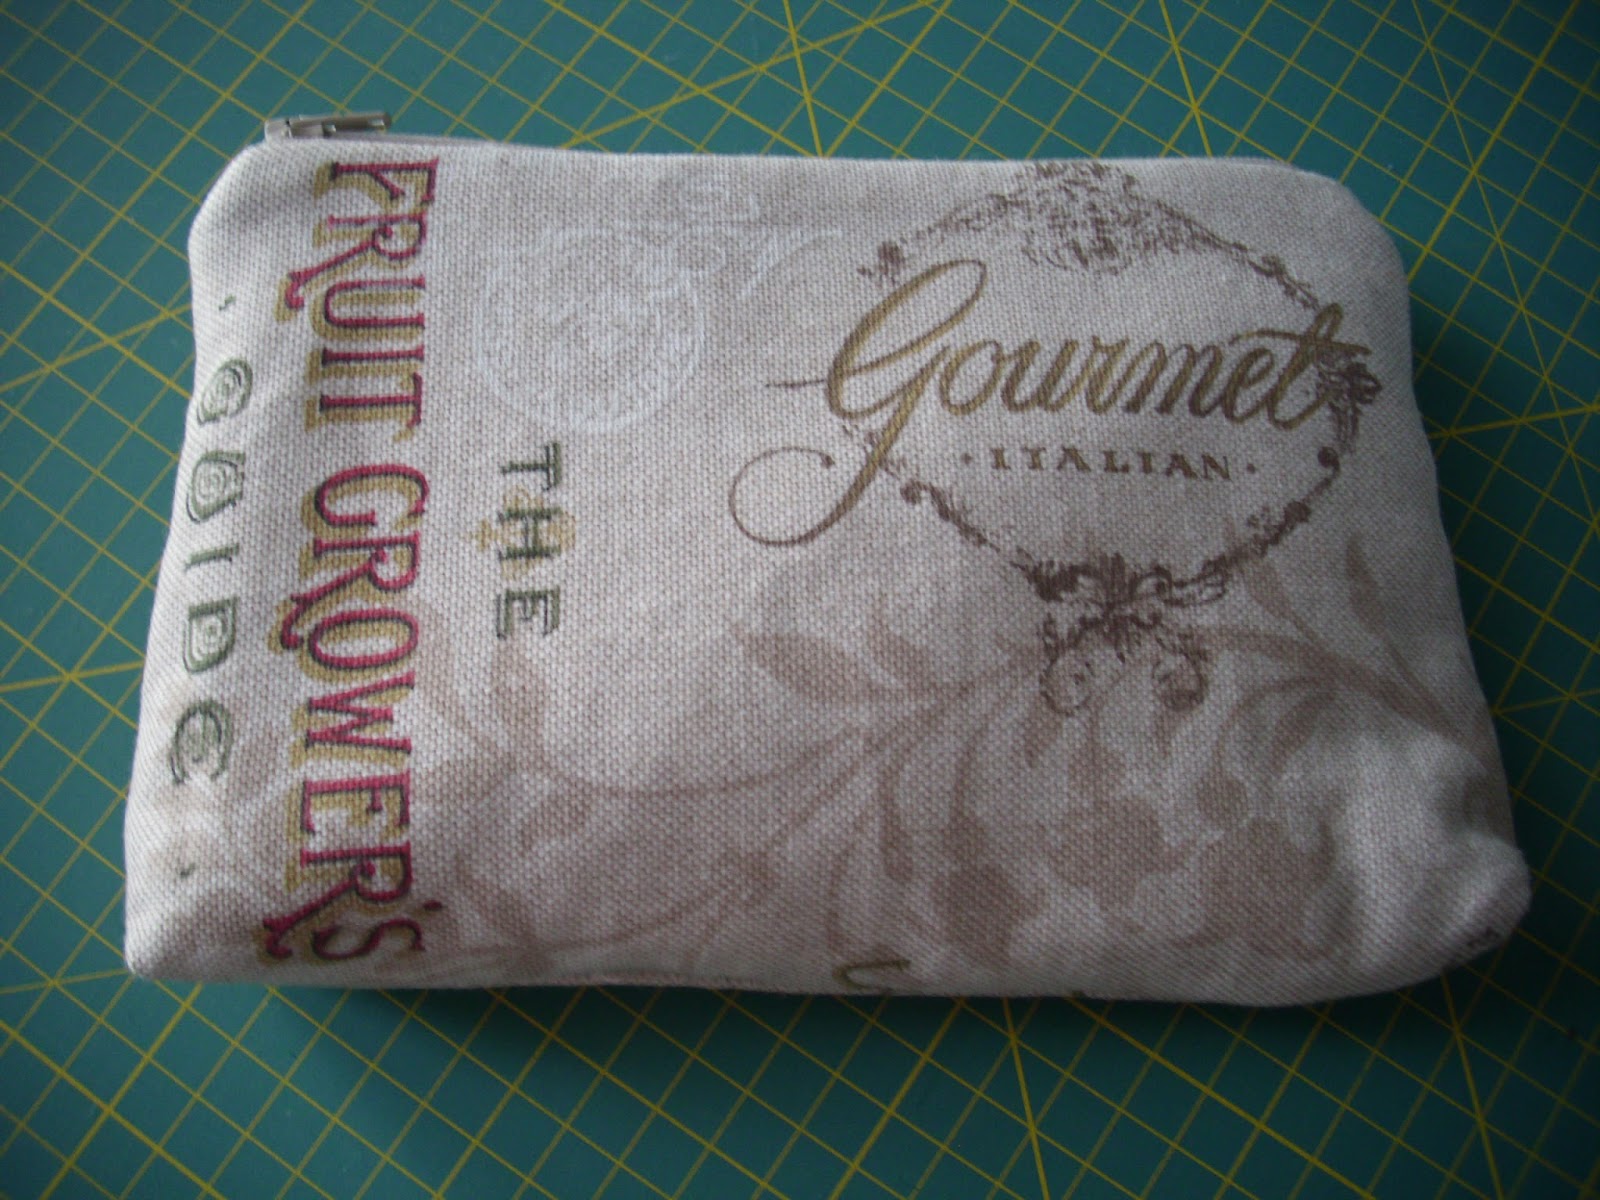 Gourmet
· ITALIAN ·
THE
FRUIT GROWER'S
· GUIDE ·